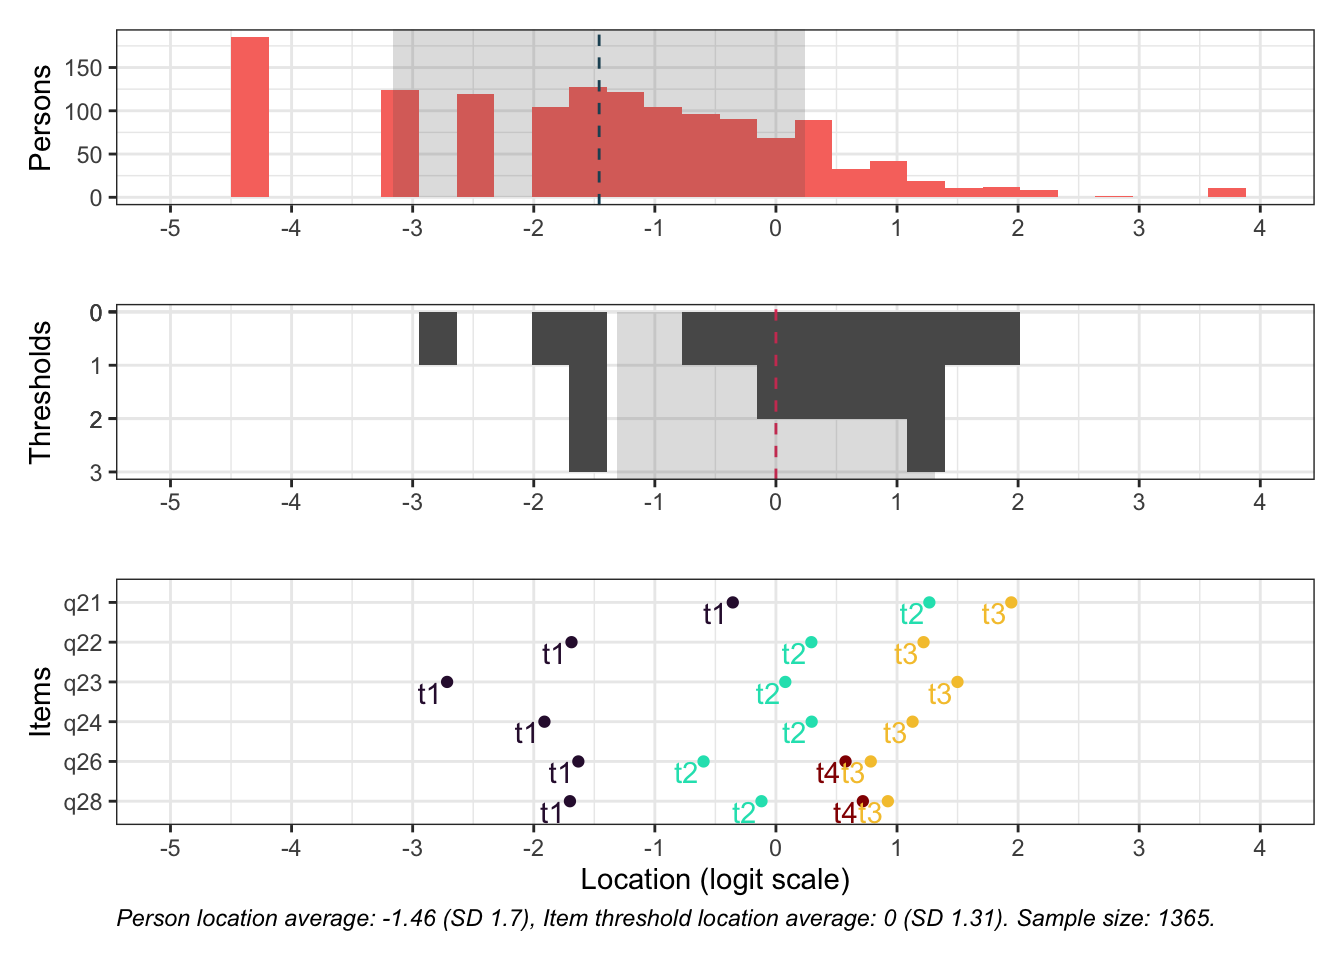 Persons
150
100
50
0
-5 -4 -3 -2 -1 0 1 2 3 4
Thresholds
0
1
2
3
-5 -4 -3 -2 -1 0 1 2 3 4
Items
q21 t1 t2 t3
q22 t1 t2 t3
q23 t1 t2 t3
q24 t1 t2 t3
q26 t1 t2 t4 t3
q28 t1 t2 t4 t3
-5 -4 -3 -2 -1 0 1 2 3 4
Location (logit scale)
Person location average: -1.46 (SD 1.7), Item threshold location average: 0 (SD 1.31). Sample size: 1365.